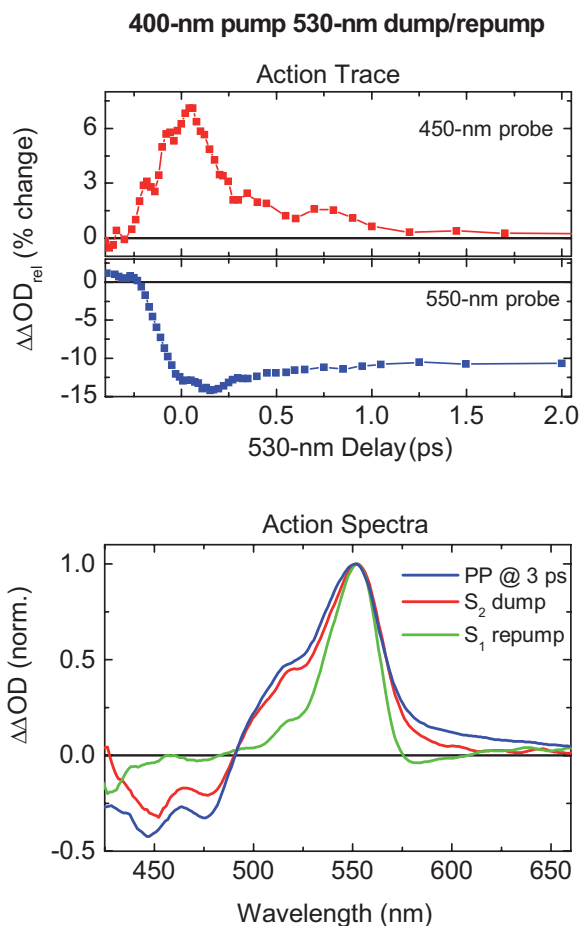 400-nm pump 530-nm dump/repump
Action Trace
6
3
0
450-nm probe
0
-5
-10
-15
550-nm probe
ΔΔOD_rel (% change)
0.0 0.5 1.0 1.5 2.0
530-nm Delay (ps)
Action Spectra
1.0
0.5
0.0
-0.5
PP @ 3 ps
S₂ dump
S₁ repump
ΔΔOD (norm.)
450 500 550 600 650
Wavelength (nm)